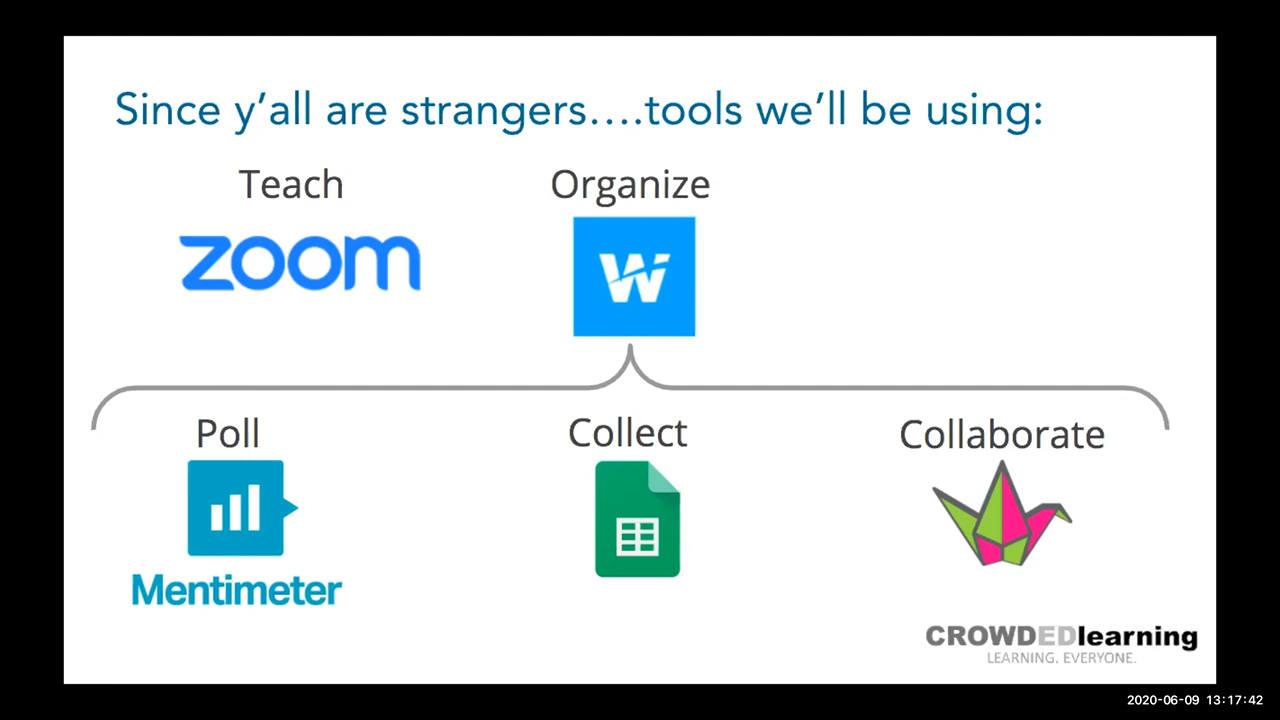 Since y'all are strangers....tools we'll be using:
Teach
Organize
zoom
W
Poll
Collect
Collaborate
Mentimeter
CROWDEDlearning
LEARNING. EVERYONE.
2020-06-09 13:17:42